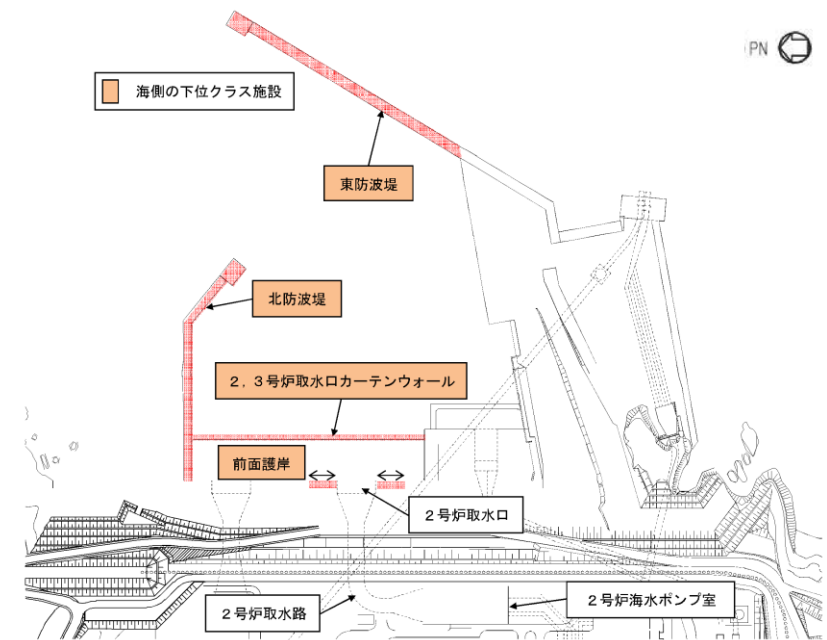 PN
海側の下位クラス施設
東防波堤
北防波堤
2，3号炉取水口カーテンウォール
前面護岸
2号炉取水口
2号炉取水路
2号炉海水ポンプ室